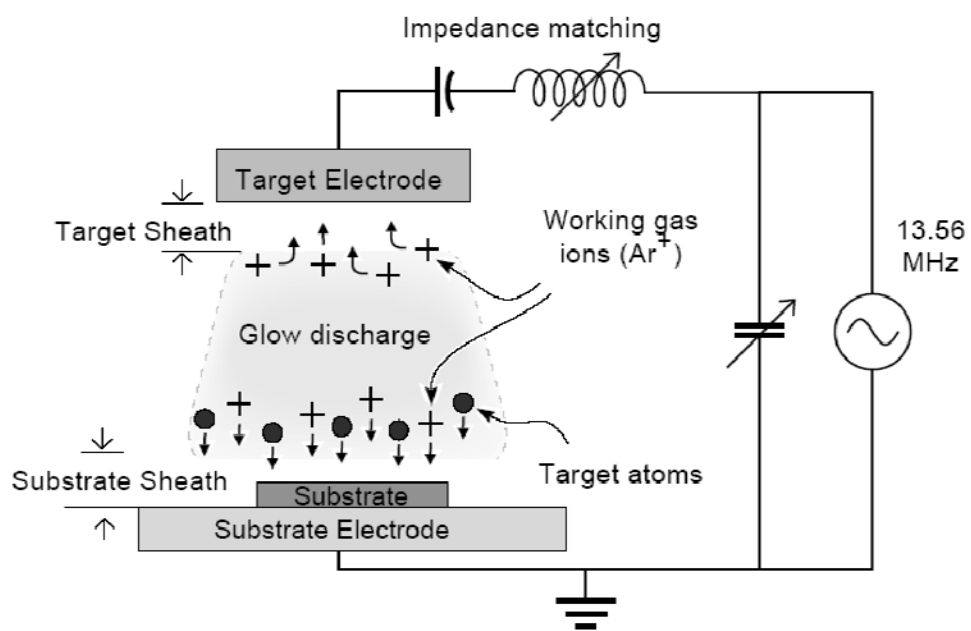 Impedance matching
Target Electrode
Target Sheath
Working gas
ions (Ar+)
13.56
MHz
+ + + + +
Glow discharge
+ + + + +
Substrate Sheath
Target atoms
Substrate
Substrate Electrode